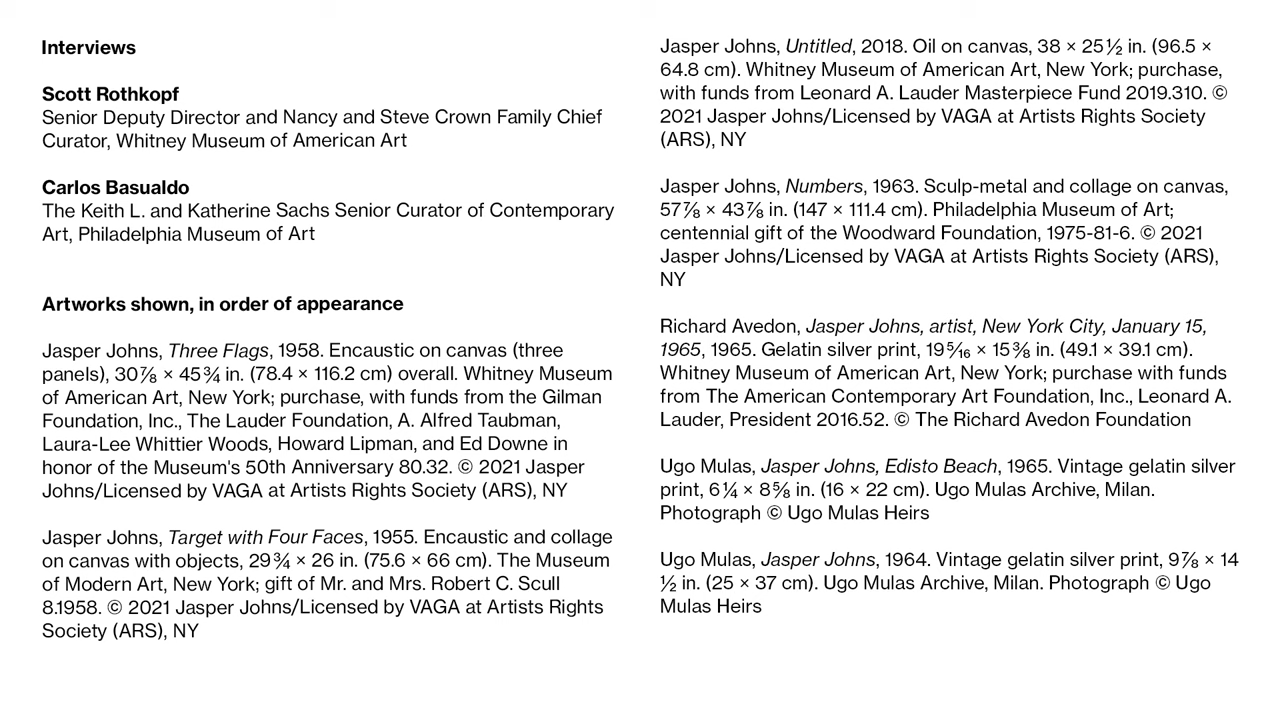 Interviews
Scott Rothkopf
Senior Deputy Director and Nancy and Steve Crown Family Chief
Curator, Whitney Museum of American Art
Carlos Basualdo
The Keith L. and Katherine Sachs Senior Curator of Contemporary
Art, Philadelphia Museum of Art
Artworks shown, in order of appearance
Jasper Johns, Three Flags, 1958. Encaustic on canvas (three
panels), 30⅞ × 45¾ in. (78.4 × 116.2 cm) overall. Whitney Museum
of American Art, New York; purchase, with funds from the Gilman
Foundation, Inc., The Lauder Foundation, A. Alfred Taubman,
Laura-Lee Whittier Woods, Howard Lipman, and Ed Downe in
honor of the Museum's 50th Anniversary 80.32. © 2021 Jasper
Johns/Licensed by VAGA at Artists Rights Society (ARS), NY
Jasper Johns, Target with Four Faces, 1955. Encaustic and collage
on canvas with objects, 29¾ × 26 in. (75.6 × 66 cm). The Museum
of Modern Art, New York; gift of Mr. and Mrs. Robert C. Scull
8.1958. © 2021 Jasper Johns/Licensed by VAGA at Artists Rights
Society (ARS), NY
Jasper Johns, Untitled, 2018. Oil on canvas, 38 × 25½ in. (96.5 ×
64.8 cm). Whitney Museum of American Art, New York; purchase,
with funds from Leonard A. Lauder Masterpiece Fund 2019.310. ©
2021 Jasper Johns/Licensed by VAGA at Artists Rights Society
(ARS), NY
Jasper Johns, Numbers, 1963. Sculp-metal and collage on canvas,
57⅞ × 43⅞ in. (147 × 111.4 cm). Philadelphia Museum of Art;
centennial gift of the Woodward Foundation, 1975-81-6. © 2021
Jasper Johns/Licensed by VAGA at Artists Rights Society (ARS),
NY
Richard Avedon, Jasper Johns, artist, New York City, January 15,
1965, 1965. Gelatin silver print, 19⁵⁄₁₆ × 15⅜ in. (49.1 × 39.1 cm).
Whitney Museum of American Art, New York; purchase with funds
from The American Contemporary Art Foundation, Inc., Leonard A.
Lauder, President 2016.52. © The Richard Avedon Foundation
Ugo Mulas, Jasper Johns, Edisto Beach, 1965. Vintage gelatin silver
print, 6¼ × 8⅝ in. (16 × 22 cm). Ugo Mulas Archive, Milan.
Photograph © Ugo Mulas Heirs
Ugo Mulas, Jasper Johns, 1964. Vintage gelatin silver print, 9⅞ × 14
½ in. (25 × 37 cm). Ugo Mulas Archive, Milan. Photograph © Ugo
Mulas Heirs